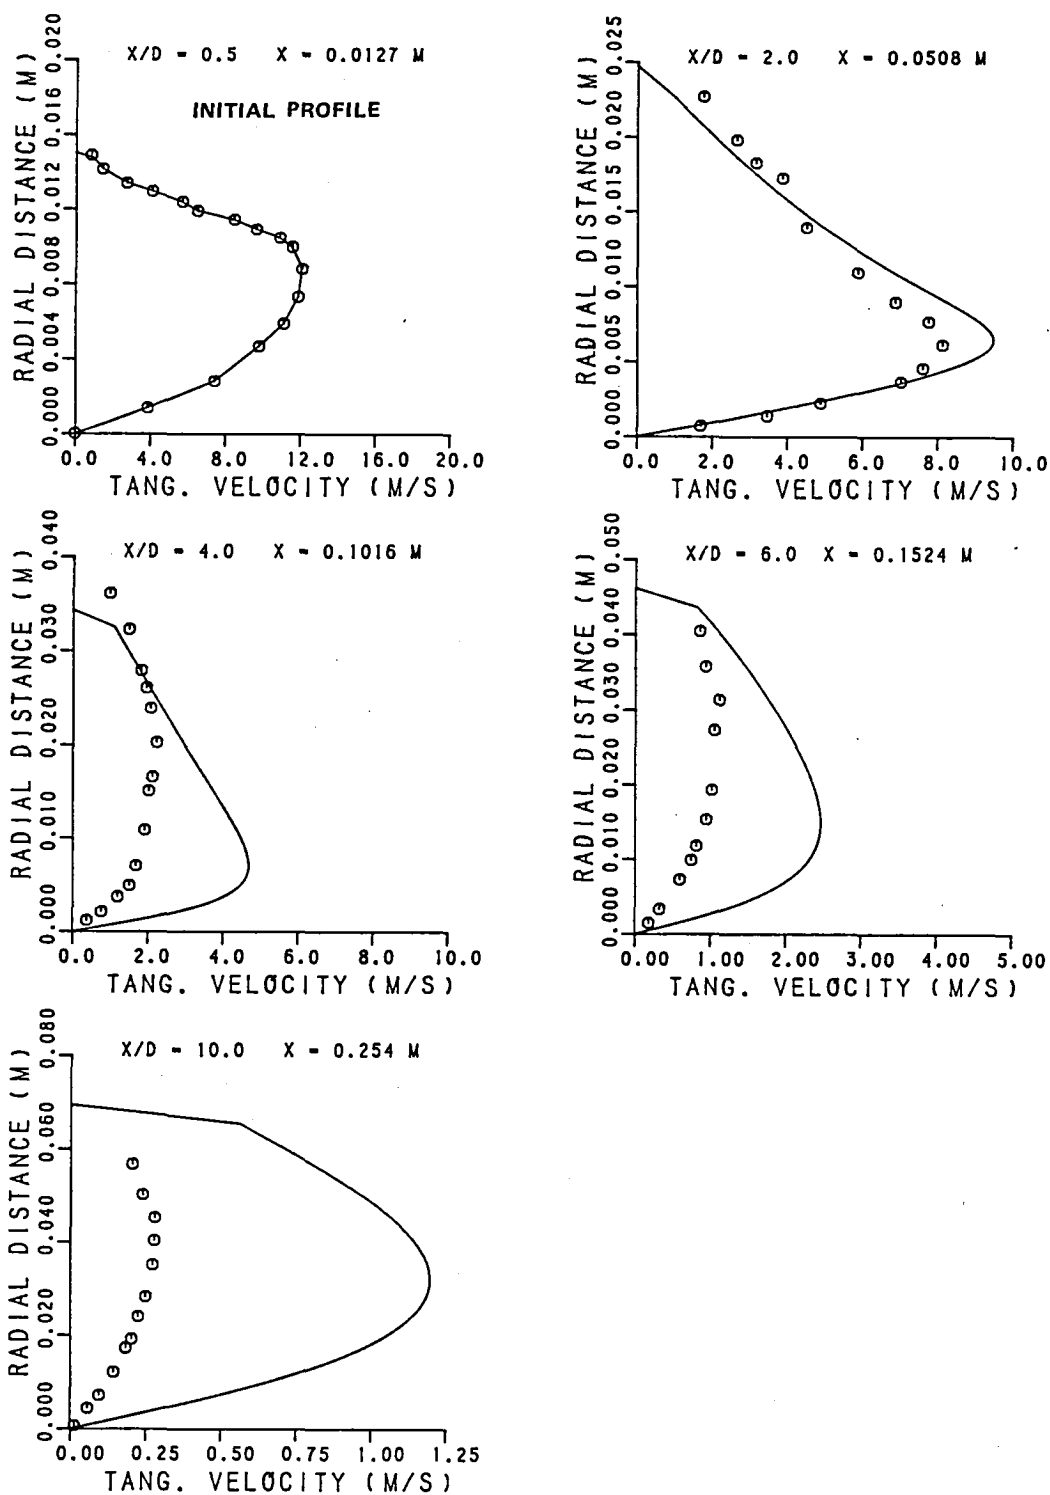 X/D = 0.5 X = 0.0127 M
INITIAL PROFILE
RADIAL DISTANCE (M)
0.000 0.004 0.008 0.012 0.016 0.020
0.0 4.0 8.0 12.0 16.0 20.0
TANG. VELOCITY (M/S)
X/D = 2.0 X = 0.0508 M
RADIAL DISTANCE (M)
0.000 0.005 0.010 0.015 0.020 0.025
0.0 2.0 4.0 6.0 8.0 10.0
TANG. VELOCITY (M/S)
X/D = 4.0 X = 0.1016 M
RADIAL DISTANCE (M)
0.000 0.010 0.020 0.030 0.040
0.0 2.0 4.0 6.0 8.0 10.0
TANG. VELOCITY (M/S)
X/D = 6.0 X = 0.1524 M
RADIAL DISTANCE (M)
0.000 0.010 0.020 0.030 0.040 0.050
0.00 1.00 2.00 3.00 4.00 5.00
TANG. VELOCITY (M/S)
X/D = 10.0 X = 0.254 M
RADIAL DISTANCE (M)
0.000 0.020 0.040 0.060 0.080
0.00 0.25 0.50 0.75 1.00 1.25
TANG. VELOCITY (M/S)